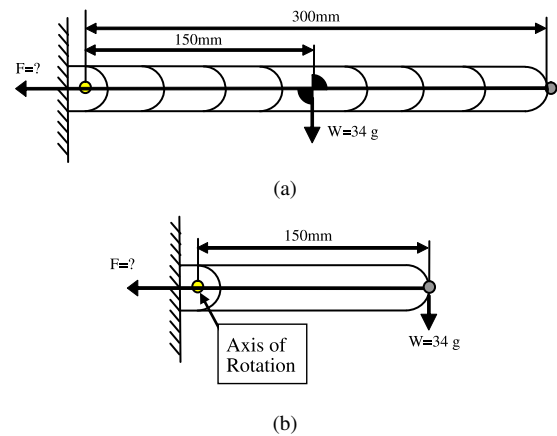 300mm
150mm
F=?
W=34 g
(a)
150mm
F=?
Axis of
Rotation
W=34 g
(b)